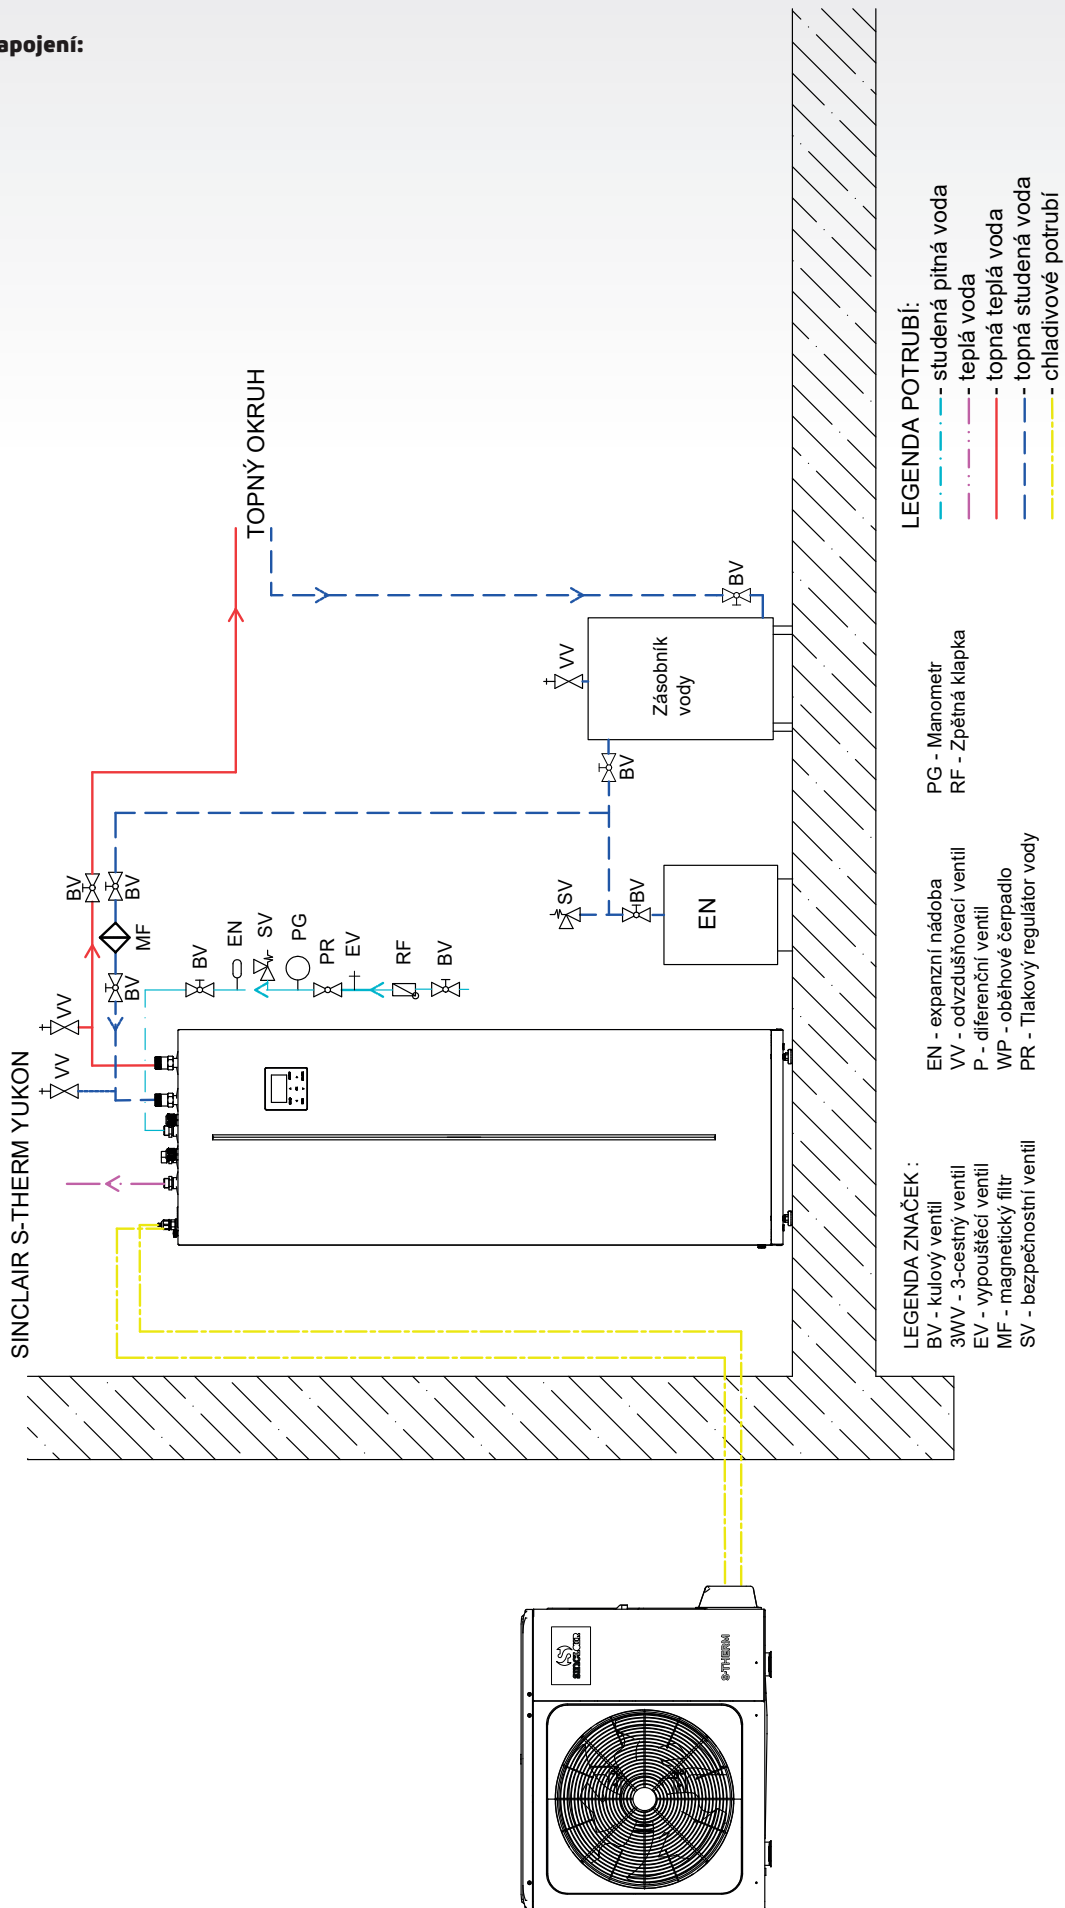 apojení:
SINCLAIR S-THERM YUKON
TOPNÝ OKRUH
VV
VV
BV
BV
MF
BV
BV
EN
SV
PG
PR
EV
RF
BV
SV
BV
EN
BV
VV
Zásobník
vody
BV
SINCLAIR
S-THERM
LEGENDA ZNAČEK :
BV - kulový ventil
3WV - 3-cestný ventil
EV - vypouštěcí ventil
MF - magnetický filtr
SV - bezpečnostní ventil
EN - expanzní nádoba
VV - odvzdušňovací ventil
P - diferenční ventil
WP - oběhové čerpadlo
PR - Tlakový regulátor vody
PG - Manometr
RF - Zpětná klapka
LEGENDA POTRUBÍ:
- studená pitná voda
- teplá voda
- topná teplá voda
- topná studená voda
- chladivové potrubí